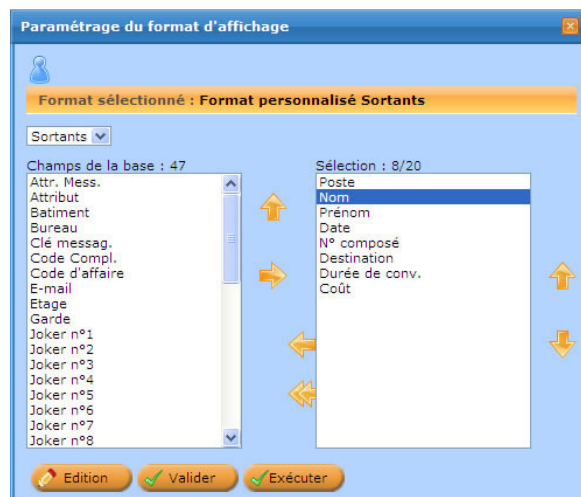 Paramétrage du format d'affichage
Format sélectionné : Format personnalisé Sortants
Sortants
Champs de la base : 47
Attr. Mess.
Attribut
Batiment
Bureau
Clé messag.
Code Compl.
Code d'affaire
E-mail
Etage
Garde
Joker n°1
Joker n°2
Joker n°3
Joker n°4
Joker n°5
Joker n°6
Joker n°7
Joker n°8
Sélection : 8/20
Poste
Nom
Prénom
Date
N° composé
Destination
Durée de conv.
Coût
Edition
Valider
Exécuter